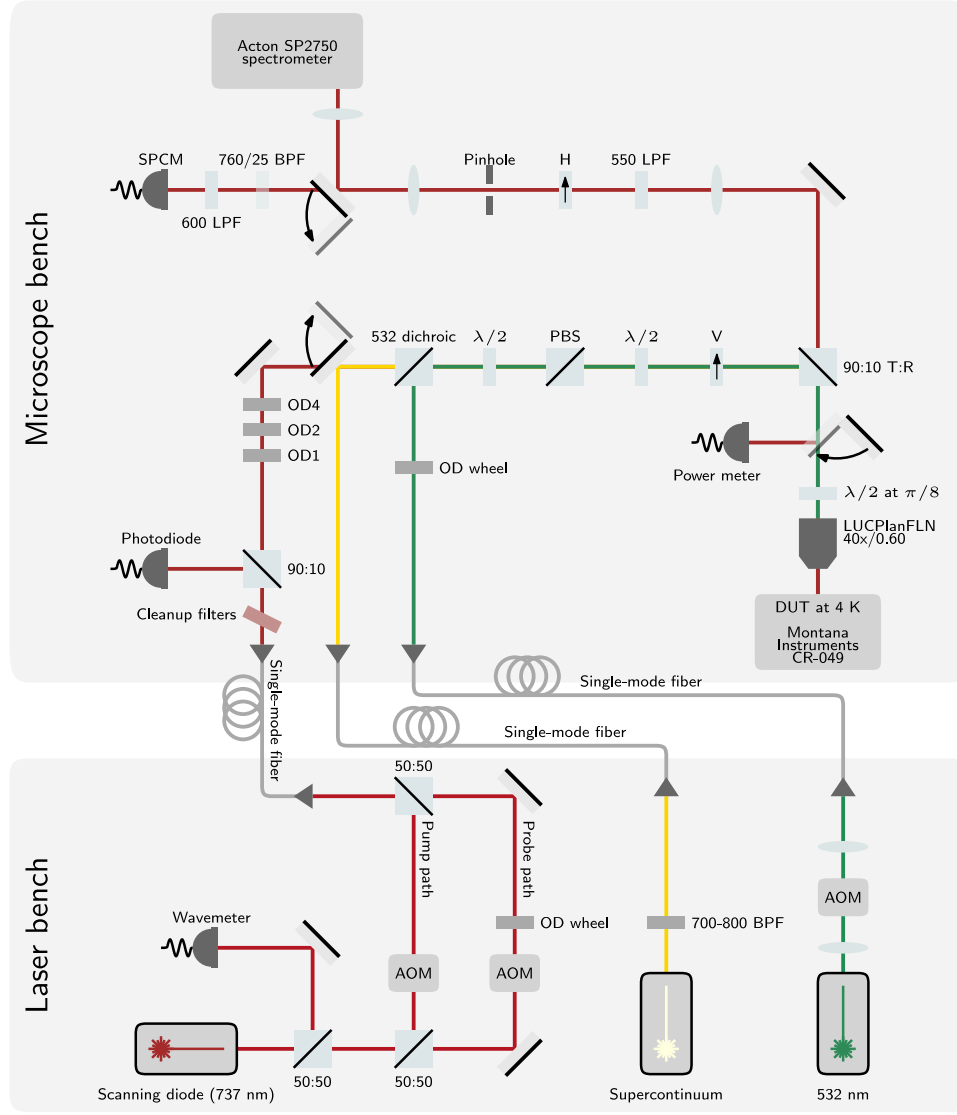 Acton SP2750
spectrometer
SPCM
760/25 BPF
Pinhole
H
550 LPF
600 LPF
Microscope bench
532 dichroic
λ/2
PBS
λ/2
V
90:10 T:R
OD4
OD2
OD1
OD wheel
Power meter
λ/2 at π/8
LUCPlanFLN
40x/0.60
Photodiode
90:10
Cleanup filters
DUT at 4 K
Montana
Instruments
CR-049
Single-mode fiber
Single-mode fiber
Single-mode fiber
Laser bench
50:50
Pump path
Probe path
Wavemeter
OD wheel
700-800 BPF
AOM
AOM
AOM
50:50
50:50
Scanning diode (737 nm)
Supercontinuum
532 nm